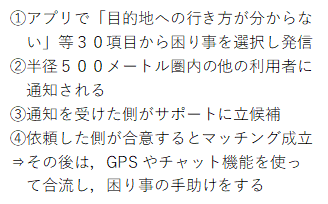 ①アプリで「目的地への行き方が分からな
い」等３０項目から困り事を選択し発信
②半径５００メートル圏内の他の利用者に
通知される
③通知を受けた側がサポートに立候補
④依頼した側が合意するとマッチング成立
⇒その後は，GPSやチャット機能を使っ
て合流し，困り事の手助けをする